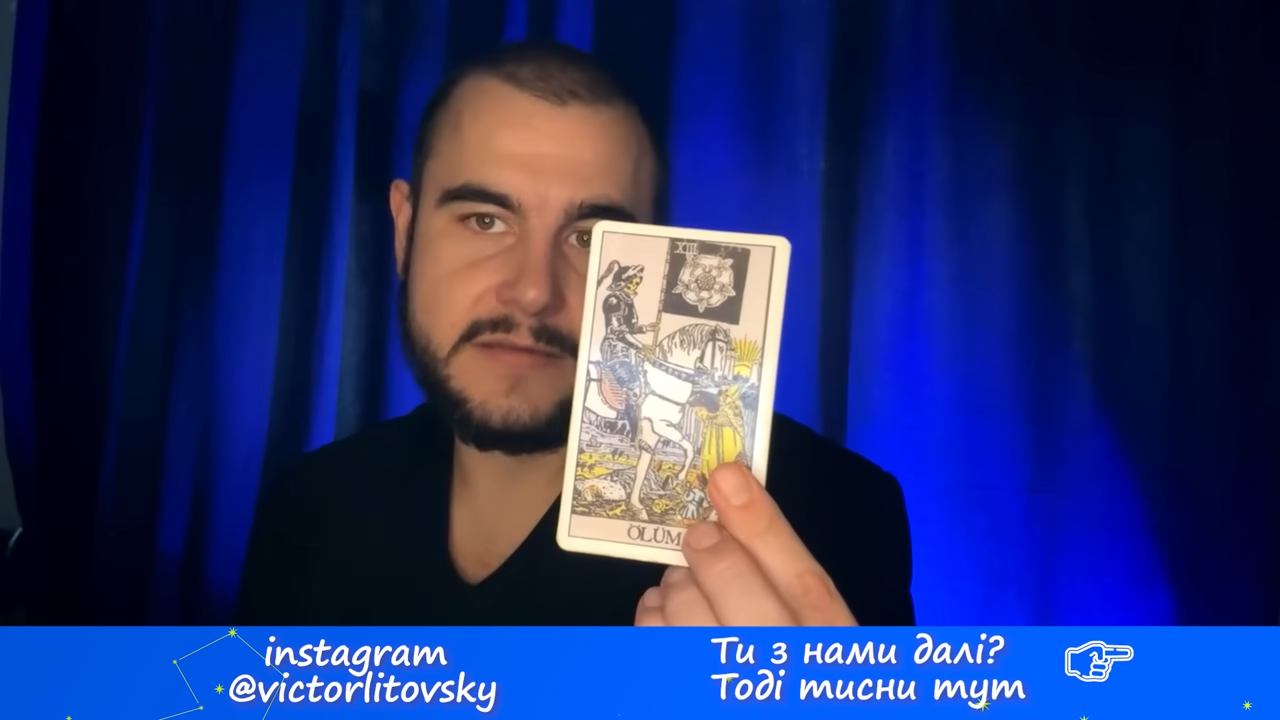 XIII
ÖLÜM
instagram
@victorlitovsky
Ти з нами далі?
Тоді тисни тут